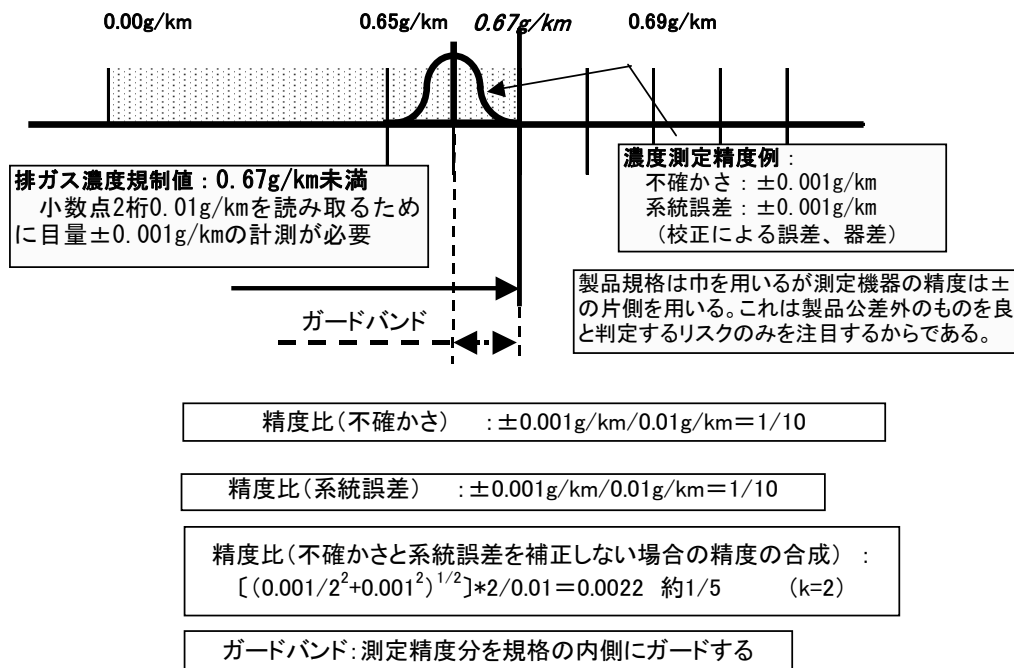 0.00g/km 0.65g/km 0.67g/km 0.69g/km
排ガス濃度規制値：0.67g/km未満
小数点2桁0.01g/kmを読み取るため
に目量±0.001g/kmの計測が必要
濃度測定精度例：
不確かさ：±0.001g/km
系統誤差：±0.001g/km
（校正による誤差、器差）
製品規格は巾を用いるが測定機器の精度は±
の片側を用いる。これは製品公差外のものを良
と判定するリスクのみを注目するからである。
ガードバンド
精度比（不確かさ） ：±0.001g/km/0.01g/km＝1/10
精度比（系統誤差） ：±0.001g/km/0.01g/km＝1/10
精度比（不確かさと系統誤差を補正しない場合の精度の合成）：
〔(0.001/2²+0.001²)^1/2〕*2/0.01＝0.0022 約1/5 （k=2）
ガードバンド：測定精度分を規格の内側にガードする